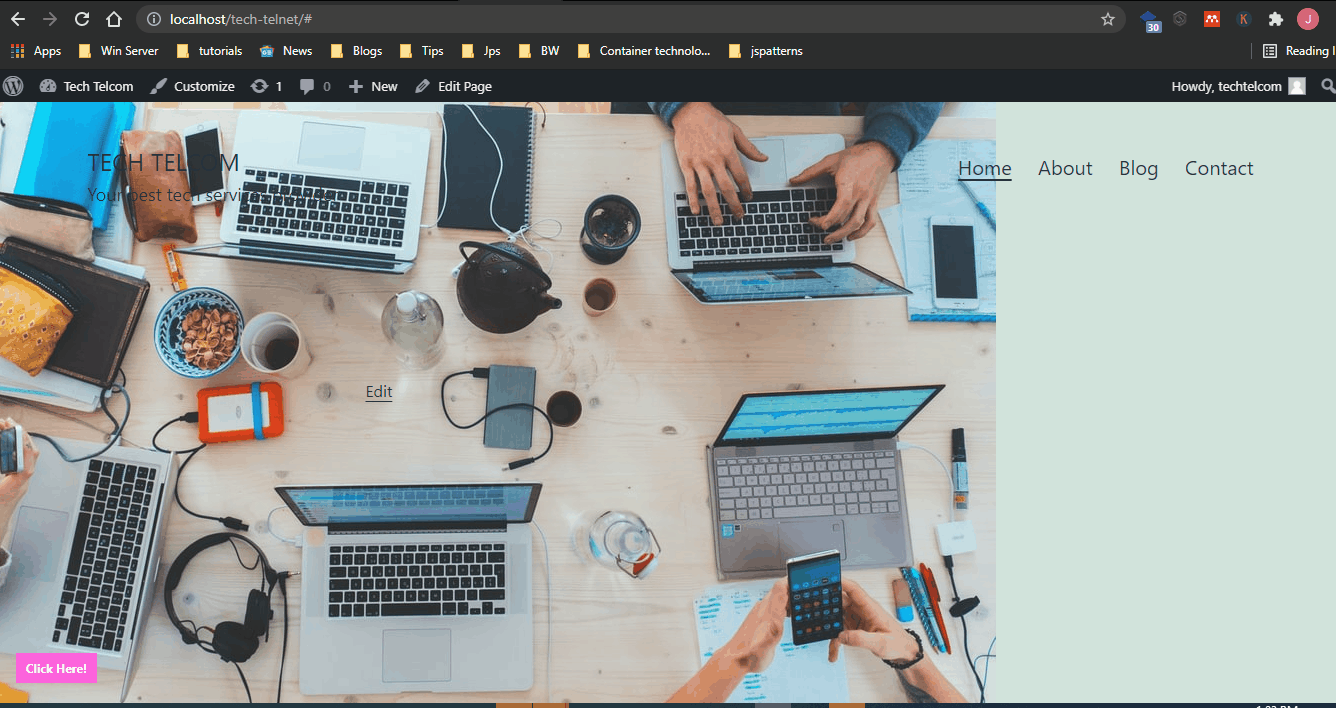 localhost/tech-telnet/#
30
K
J
Apps Win Server tutorials News Blogs Tips Jps BW Container technolo... jspatterns Reading l
Tech Telcom Customize 1 0 New Edit Page Howdy, techtelcom
TECH TELCOM
Your best tech services provider
Home About Blog Contact
Edit
Click Here!